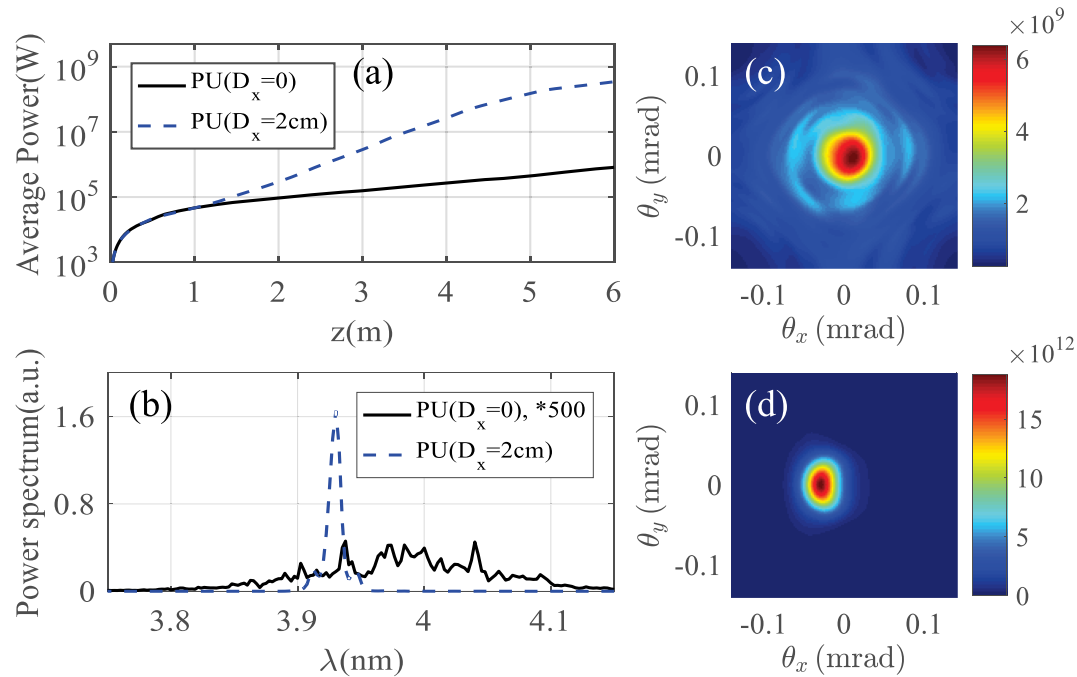 (a)
Average Power(W)
10^9
10^7
10^5
10^3
PU(D_x=0)
PU(D_x=2cm)
0 1 2 3 4 5 6
z(m)
(c)
×10^9
θ_y (mrad)
0.1
0
-0.1
-0.1 0 0.1
θ_x (mrad)
6
4
2
(b)
Power spectrum(a.u.)
1.6
0.8
0
PU(D_x=0), *500
PU(D_x=2cm)
3.8 3.9 4 4.1
λ(nm)
(d)
×10^12
θ_y (mrad)
0.1
0
-0.1
-0.1 0 0.1
θ_x (mrad)
15
10
5
0